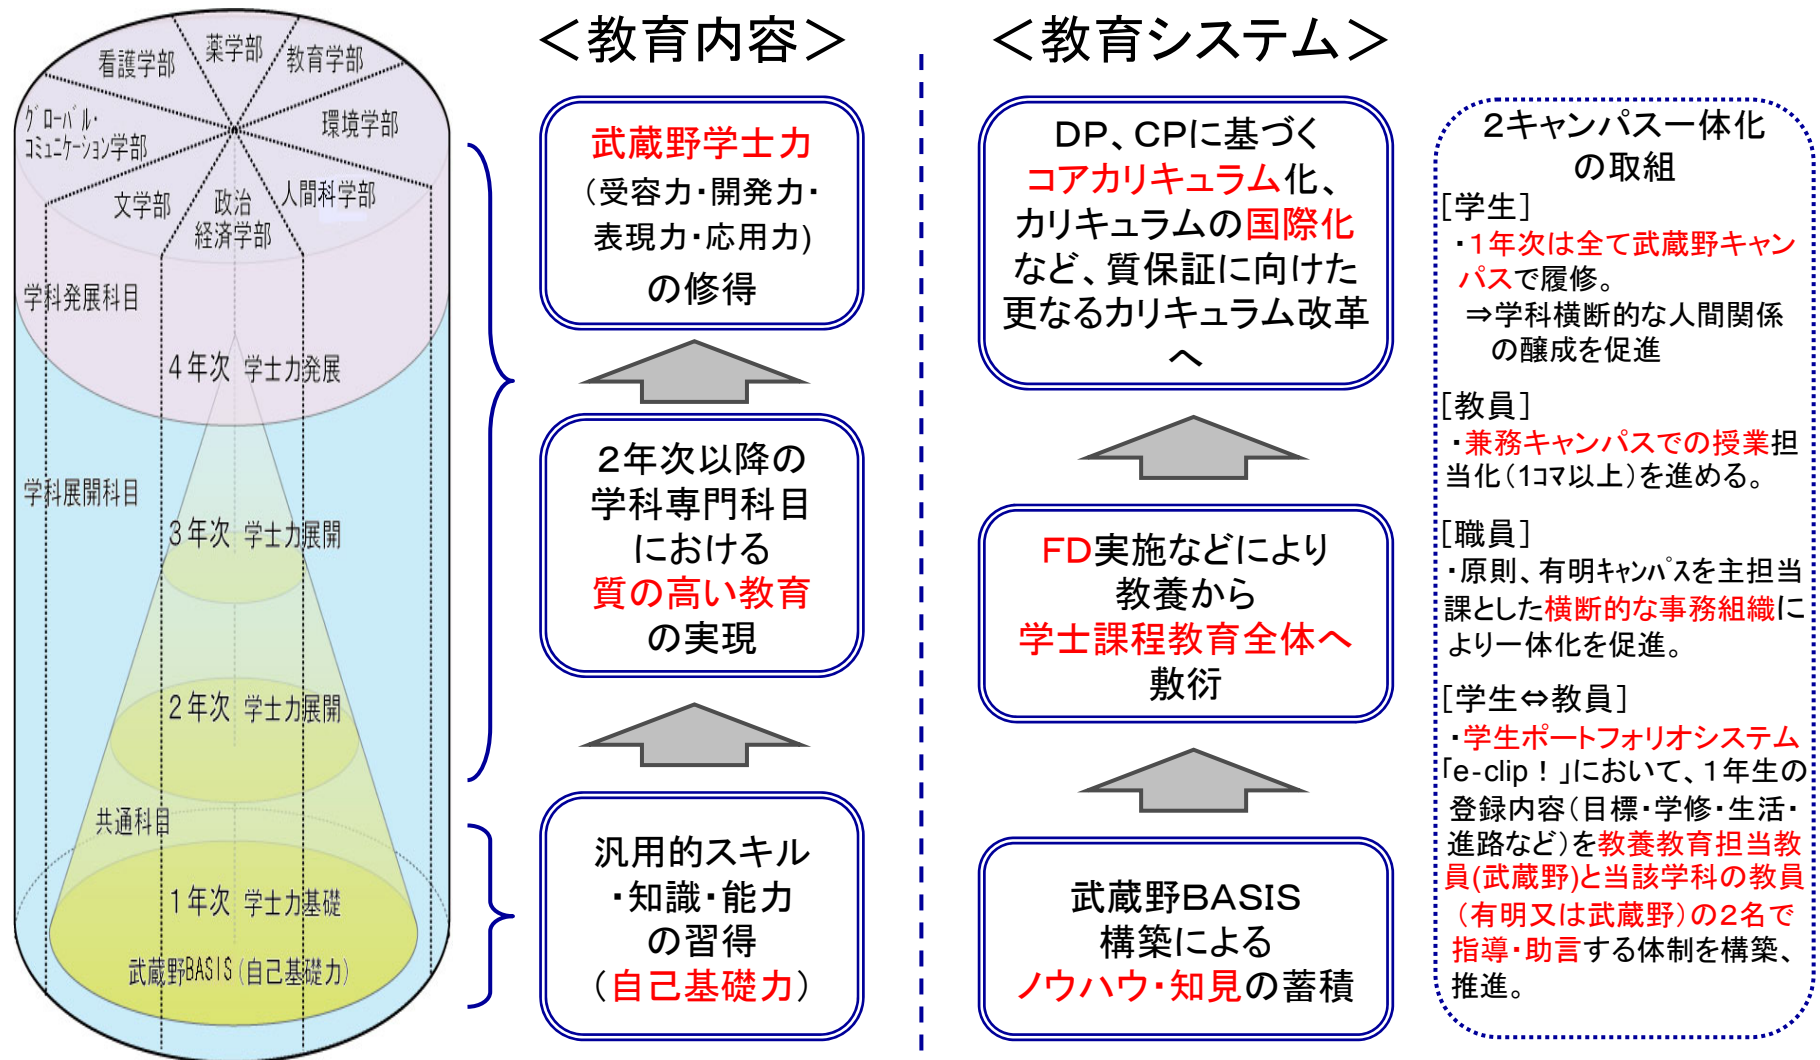 看護学部
薬学部
教育学部
グローバル・
コミュニケーション学部
環境学部
文学部
政治
経済学部
人間科学部
学科発展科目
4年次 学士力発展
学科展開科目
3年次 学士力展開
2年次 学士力展開
共通科目
1年次 学士力基礎
武蔵野BASIS(自己基礎力)
＜教育内容＞
武蔵野学士力
（受容力・開発力・
表現力・応用力）
の修得
2年次以降の
学科専門科目
における
質の高い教育
の実現
汎用的スキル
・知識・能力
の習得
（自己基礎力）
＜教育システム＞
DP、CPに基づく
コアカリキュラム化、
カリキュラムの国際化
など、質保証に向けた
更なるカリキュラム改革
へ
FD実施などにより
教養から
学士課程教育全体へ
敷衍
武蔵野BASIS
構築による
ノウハウ・知見の蓄積
2キャンパス一体化
の取組
［学生］
・1年次は全て武蔵野キャン
パスで履修。
⇒学科横断的な人間関係
の醸成を促進
［教員］
・兼務キャンパスでの授業担
当化（1コマ以上）を進める。
［職員］
・原則、有明キャンパスを主担当
課とした横断的な事務組織に
より一体化を促進。
［学生⇔教員］
・学生ポートフォリオシステム
「e-clip！」において、1年生の
登録内容（目標・学修・生活・
進路など）を教養教育担当教
員(武蔵野)と当該学科の教員
（有明又は武蔵野）の2名で
指導・助言する体制を構築、
推進。